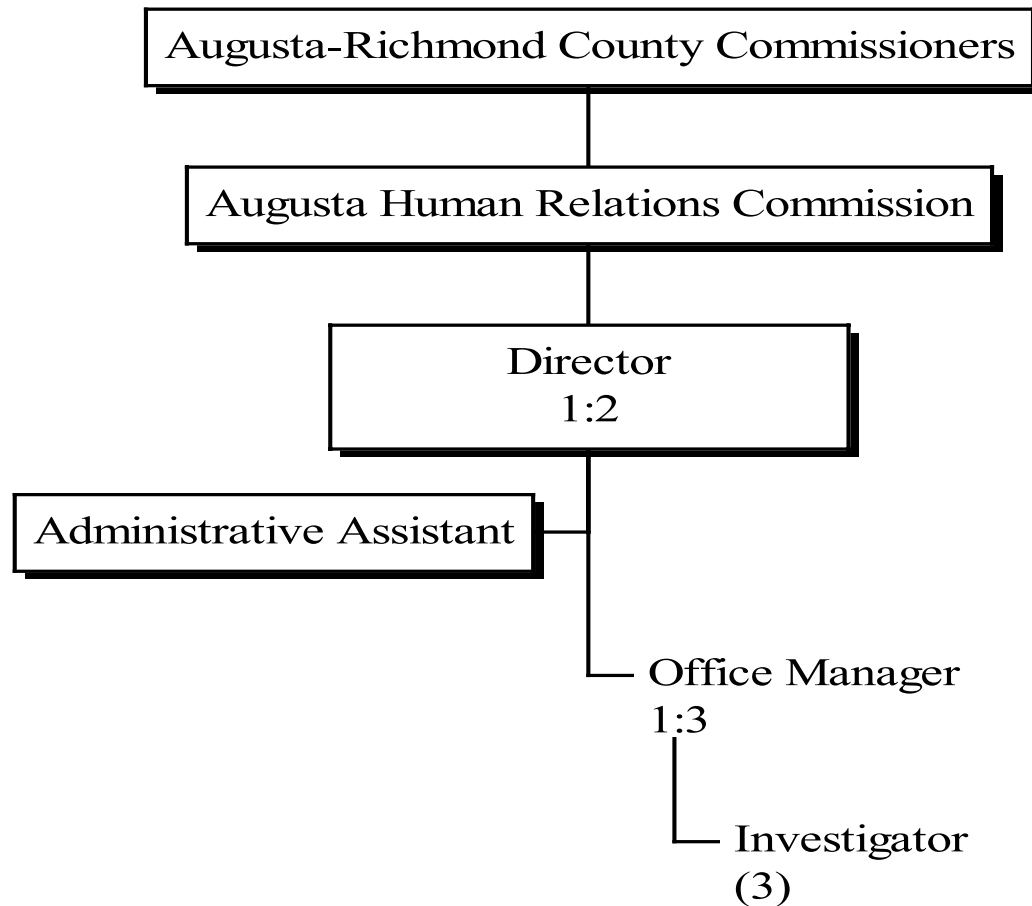 Augusta-Richmond County Commissioners
Augusta Human Relations Commission
Director
1:2
Administrative Assistant
Office Manager
1:3
Investigator
(3)